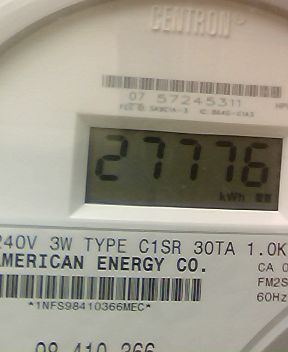 CENTRON
07 57245311
27776
kWh
240V 3W TYPE C1SR 30TA 1.0K
AMERICAN ENERGY CO.
CA 0
FM2S
60Hz
*1NFS98410366MEC*
98 410 366